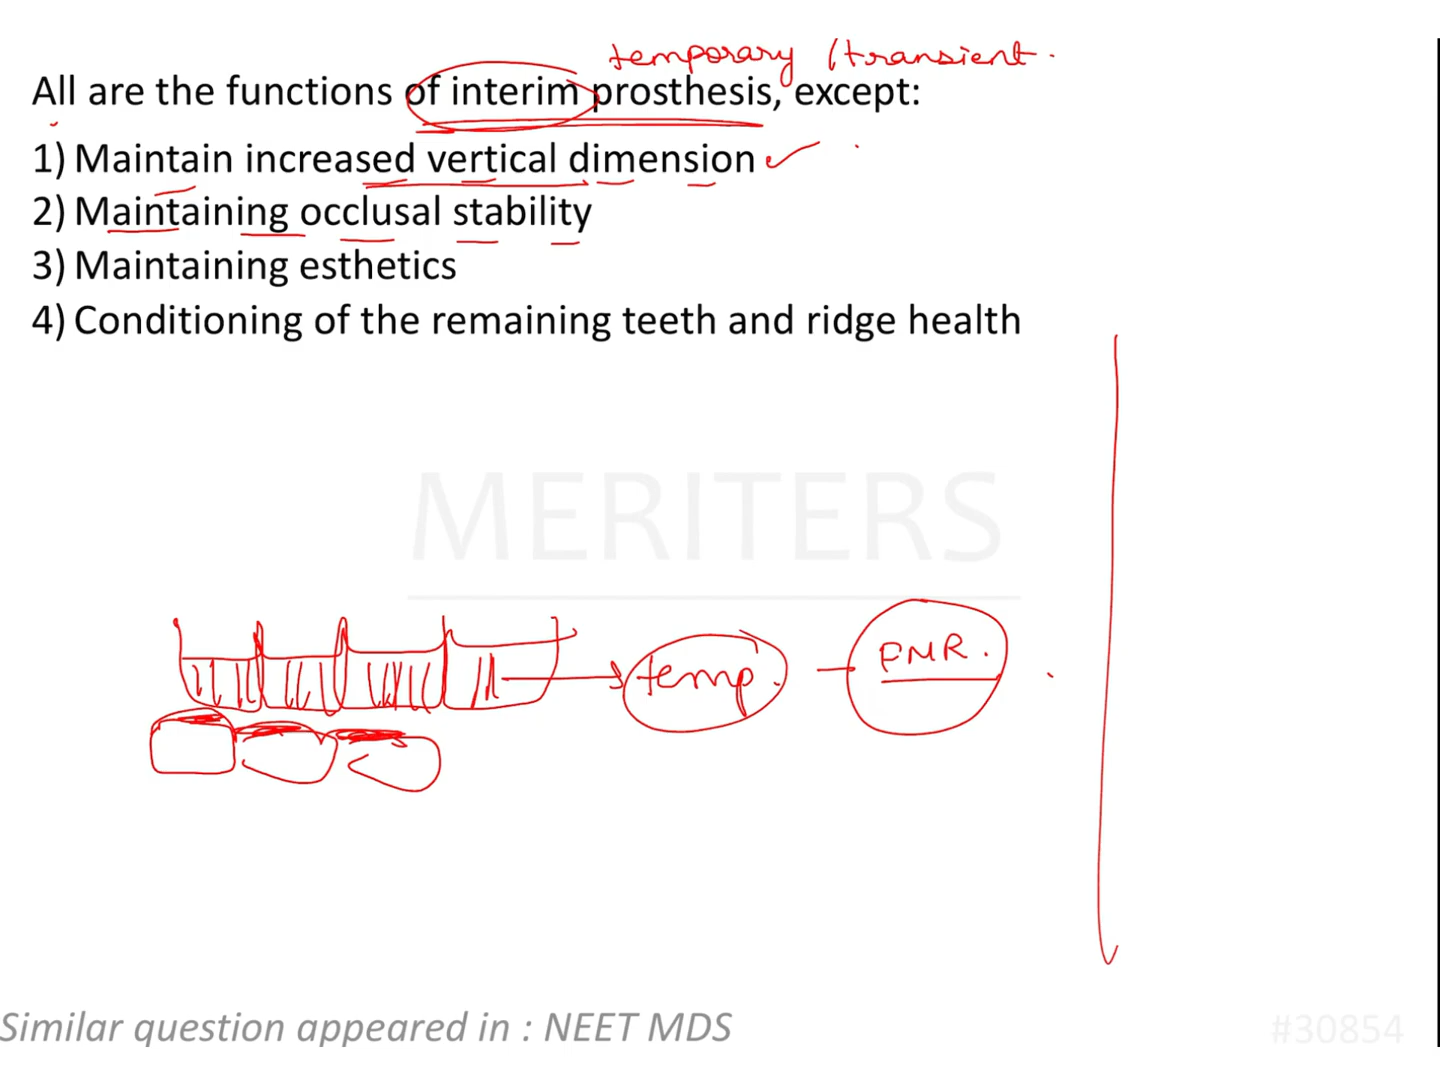 temporary (transient.
All are the functions of interim prosthesis, except:
1) Maintain increased vertical dimension
2) Maintaining occlusal stability
3) Maintaining esthetics
4) Conditioning of the remaining teeth and ridge health
MERITERS
temp.
FMR.
Similar question appeared in : NEET MDS
#30854